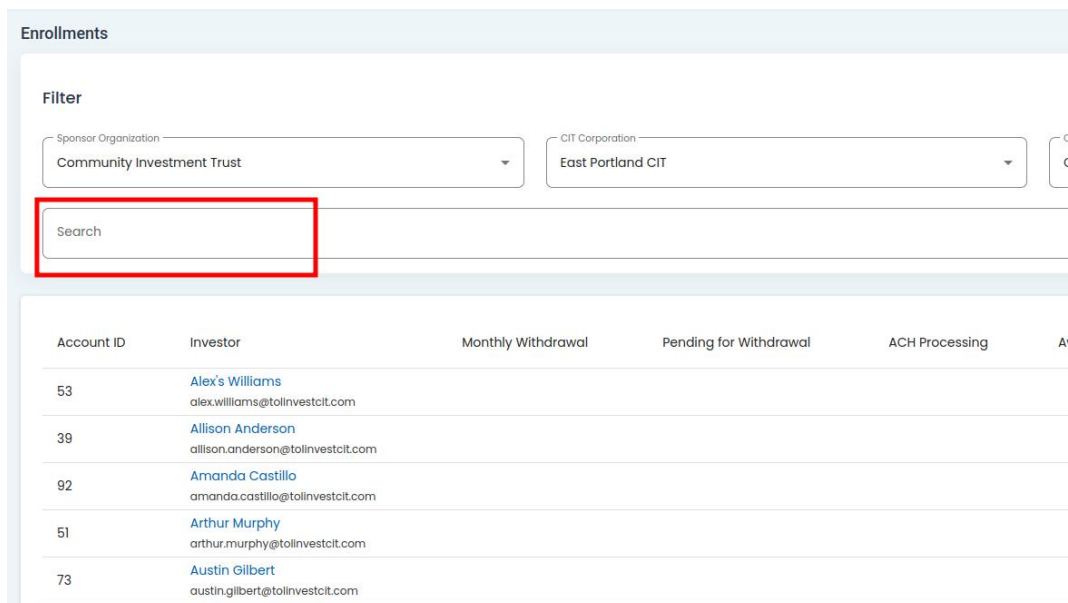 Enrollments
Filter
Sponsor Organization
Community Investment Trust
CIT Corporation
East Portland CIT
Search
Account ID Investor Monthly Withdrawal Pending for Withdrawal ACH Processing
53 Alex's Williams
alex.williams@tolinvestcit.com
39 Allison Anderson
allison.anderson@tolinvestcit.com
92 Amanda Castillo
amanda.castillo@tolinvestcit.com
51 Arthur Murphy
arthur.murphy@tolinvestcit.com
73 Austin Gilbert
austin.gilbert@tolinvestcit.com